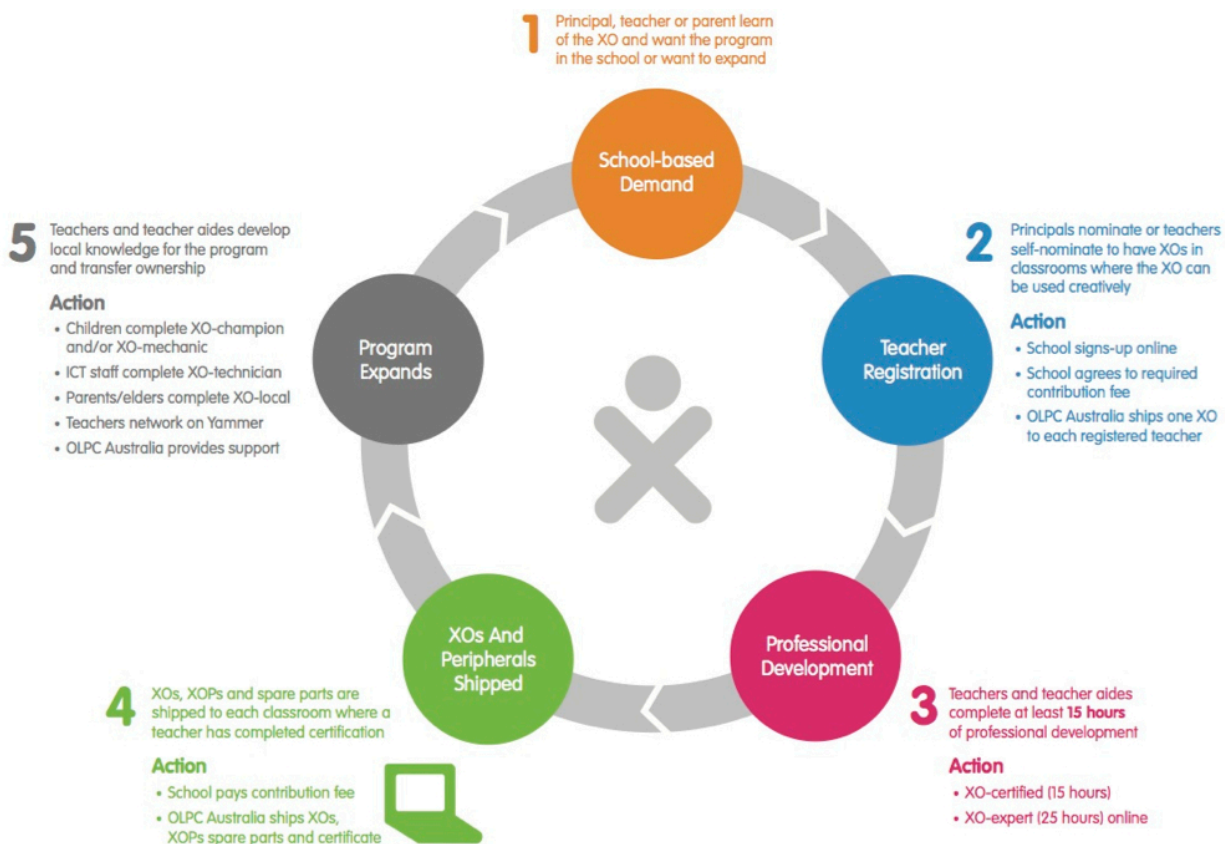 1
Principal, teacher or parent learn
of the XO and want the program
in the school or want to expand
School-based
Demand
2
Principals nominate or teachers
self-nominate to have XOs in
classrooms where the XO can
be used creatively
Action
• School signs-up online
• School agrees to required
contribution fee
• OLPC Australia ships one XO
to each registered teacher
Teacher
Registration
3
Teachers and teacher aides
complete at least 15 hours
of professional development
Action
• XO-certified (15 hours)
• XO-expert (25 hours) online
Professional
Development
4
XOs, XOPs and spare parts are
shipped to each classroom where a
teacher has completed certification
Action
• School pays contribution fee
• OLPC Australia ships XOs,
XOPs spare parts and certificate
XOs And
Peripherals
Shipped
5
Teachers and teacher aides develop
local knowledge for the program
and transfer ownership
Action
• Children complete XO-champion
and/or XO-mechanic
• ICT staff complete XO-technician
• Parents/elders complete XO-local
• Teachers network on Yammer
• OLPC Australia provides support
Program
Expands